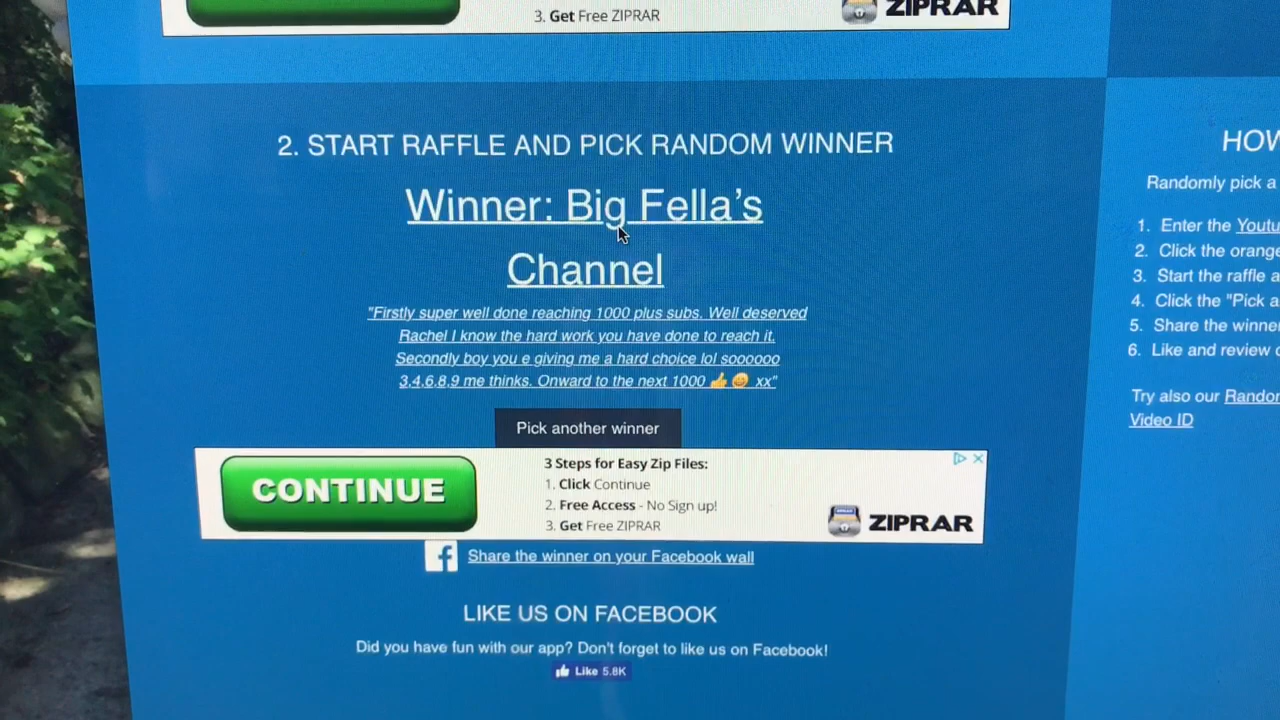 3. Get Free ZIPRAR
ZIPRAR
2. START RAFFLE AND PICK RANDOM WINNER
Winner: Big Fella's
Channel
"Firstly super well done reaching 1000 plus subs. Well deserved
Rachel I know the hard work you have done to reach it.
Secondly boy you e giving me a hard choice lol soooooo
3,4,6,8,9 me thinks. Onward to the next 1000 👍😀 xx"
Pick another winner
CONTINUE
3 Steps for Easy Zip Files:
1. Click Continue
2. Free Access - No Sign up!
3. Get Free ZIPRAR
ZIPRAR
Share the winner on your Facebook wall
LIKE US ON FACEBOOK
Did you have fun with our app? Don't forget to like us on Facebook!
Like 5.8K
HOW
Randomly pick a
1. Enter the Youtu
2. Click the orange
3. Start the raffle a
4. Click the "Pick a
5. Share the winner
6. Like and review o
Try also our Random
Video ID